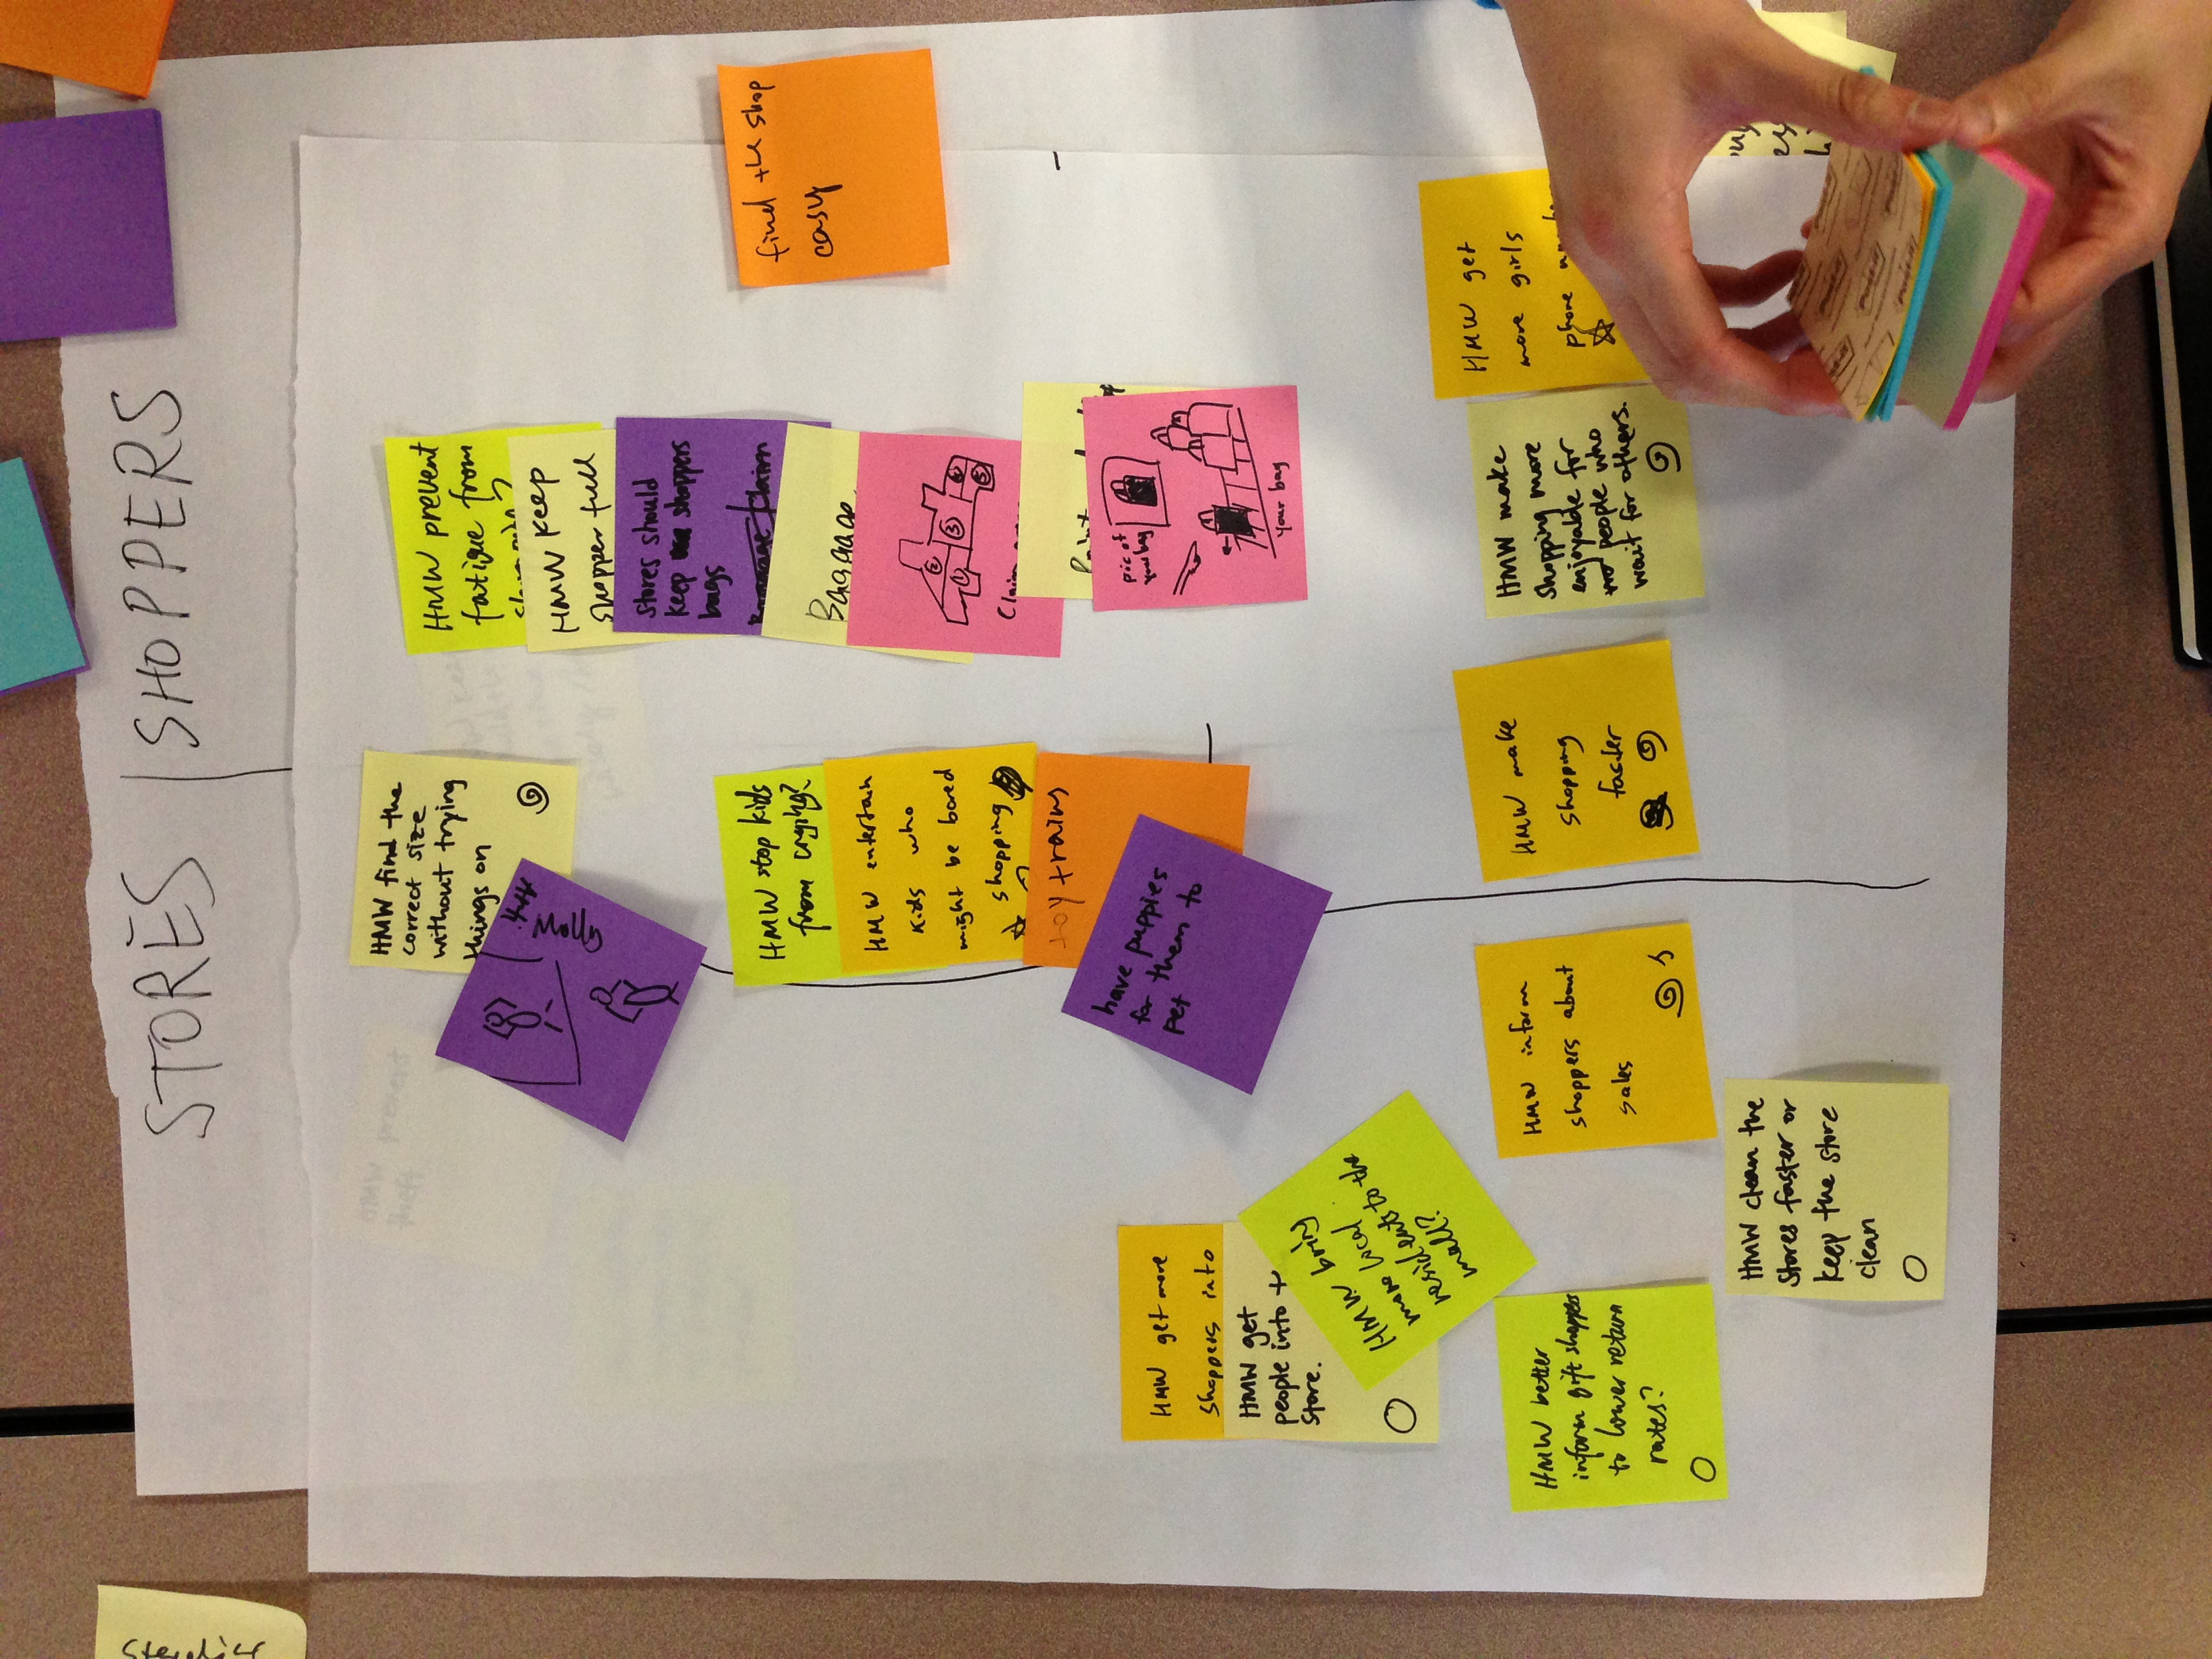 STORES | SHOPPERS
HMW find the
correct size
without trying
things on
Molly
HMW prevent
fatigue from
HMW keep
shopper full
stores should
keep shoppers
bags
Baggage Claim
Baggage
② ① ③ ④ ⑤
Claim
pic of
your bag
your bag
find the shop
easy
HMW stop kids
from crying?
HMW entertain
kids who
might be bored
shopping
toy trains
have puppies
for them to
pet
HMW get more
shoppers into
HMW get
people into
store.
HMW bring
more local
residents to the
mall?
HMW better
inform gift shoppers
to lower return
rates?
HMW inform
shoppers about
sales
HMW make
shopping
faster
HMW make
shopping more
enjoyable for
people who
wait for others.
HMW get
more girls
phone
HMW clean the
stores faster or
keep the store
clean